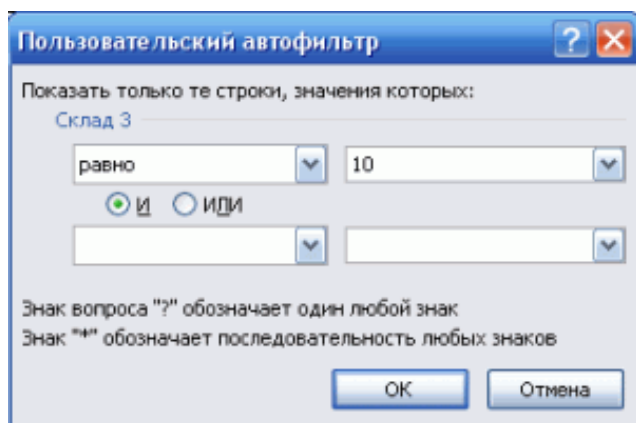 Пользовательский автофильтр
Показать только те строки, значения которых:
Склад 3
равно 10
И ИЛИ
Знак вопроса "?" обозначает один любой знак
Знак "*" обозначает последовательность любых знаков
ОК Отмена